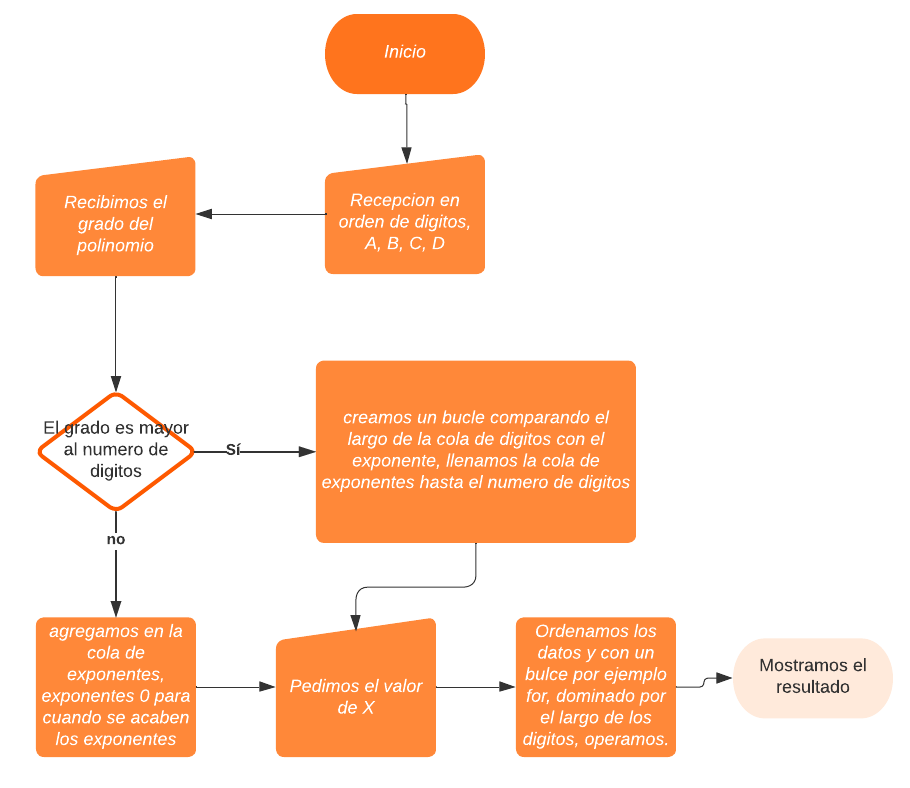 Inicio
Recepcion en
orden de digitos,
A, B, C, D
Recibimos el
grado del
polinomio
El grado es mayor
al numero de
digitos
Sí
creamos un bucle comparando el
largo de la cola de digitos con el
exponente, llenamos la cola de
exponentes hasta el numero de digitos
no
agregamos en la
cola de
exponentes,
exponentes 0 para
cuando se acaben
los exponentes
Pedimos el valor
de X
Ordenamos los
datos y con un
bulce por ejemplo
for, dominado por
el largo de los
digitos, operamos.
Mostramos el
resultado